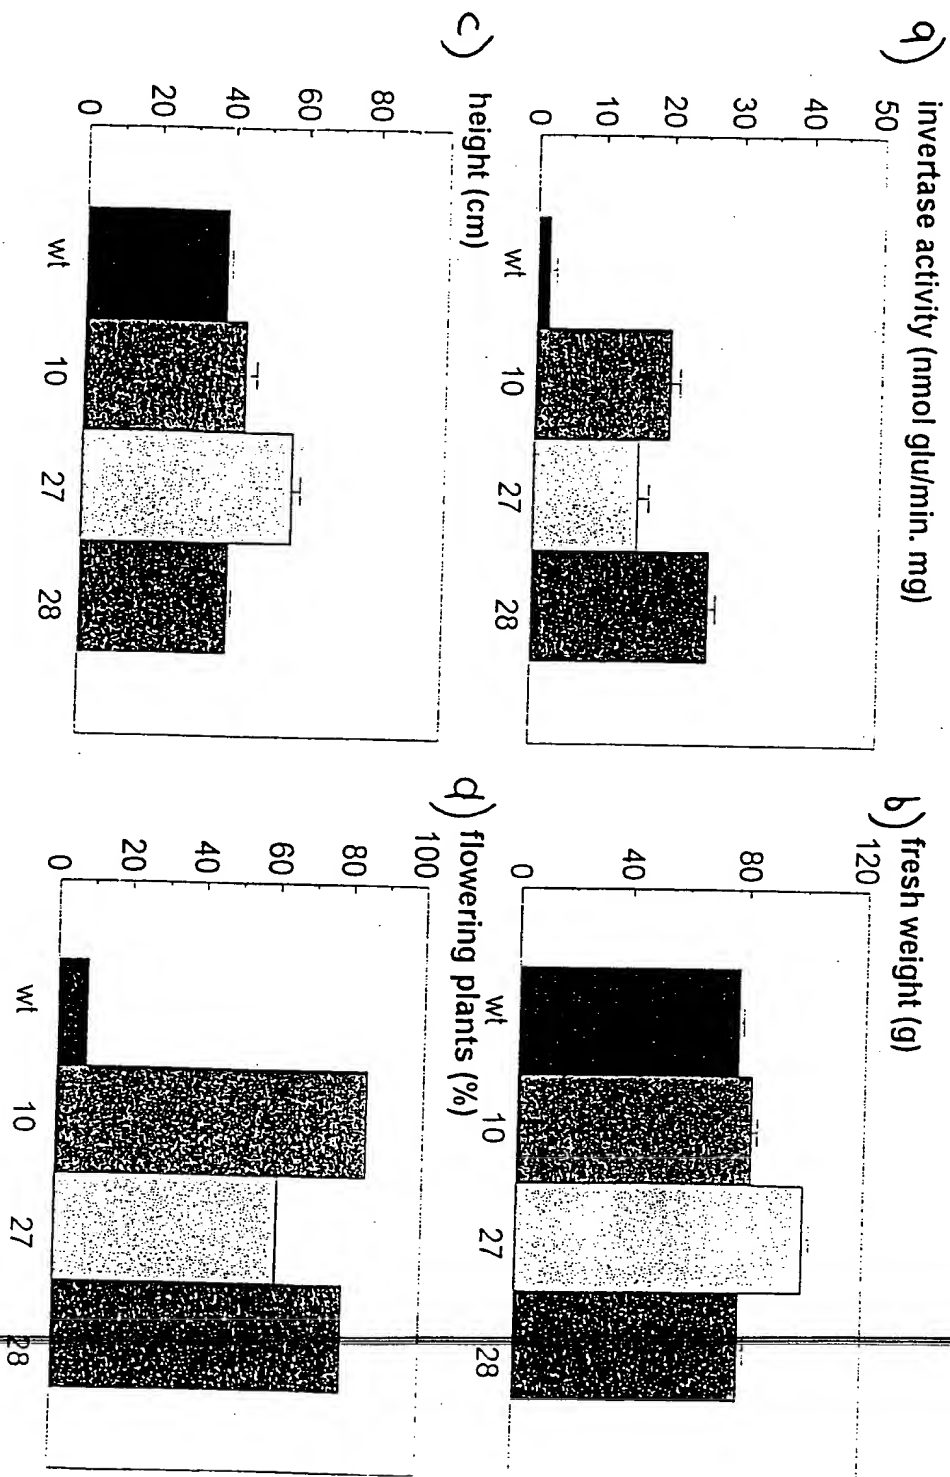 a) invertase activity (nmol glu/min. mg)
50
40
30
20
10
0
wt 10 27 28
b) fresh weight (g)
120
80
40
0
wt 10 27 28
c) height (cm)
80
60
40
20
0
wt 10 27 28
d) flowering plants (%)
100
80
60
40
20
0
wt 10 27 28